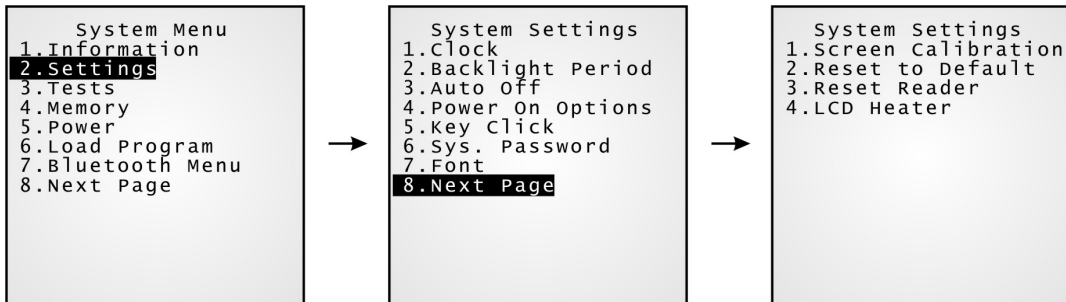 System Menu
1.Information
2.Settings
3.Tests
4.Memory
5.Power
6.Load Program
7.Bluetooth Menu
8.Next Page
System Settings
1.Clock
2.Backlight Period
3.Auto Off
4.Power On Options
5.Key Click
6.Sys. Password
7.Font
8.Next Page
System Settings
1.Screen Calibration
2.Reset to Default
3.Reset Reader
4.LCD Heater